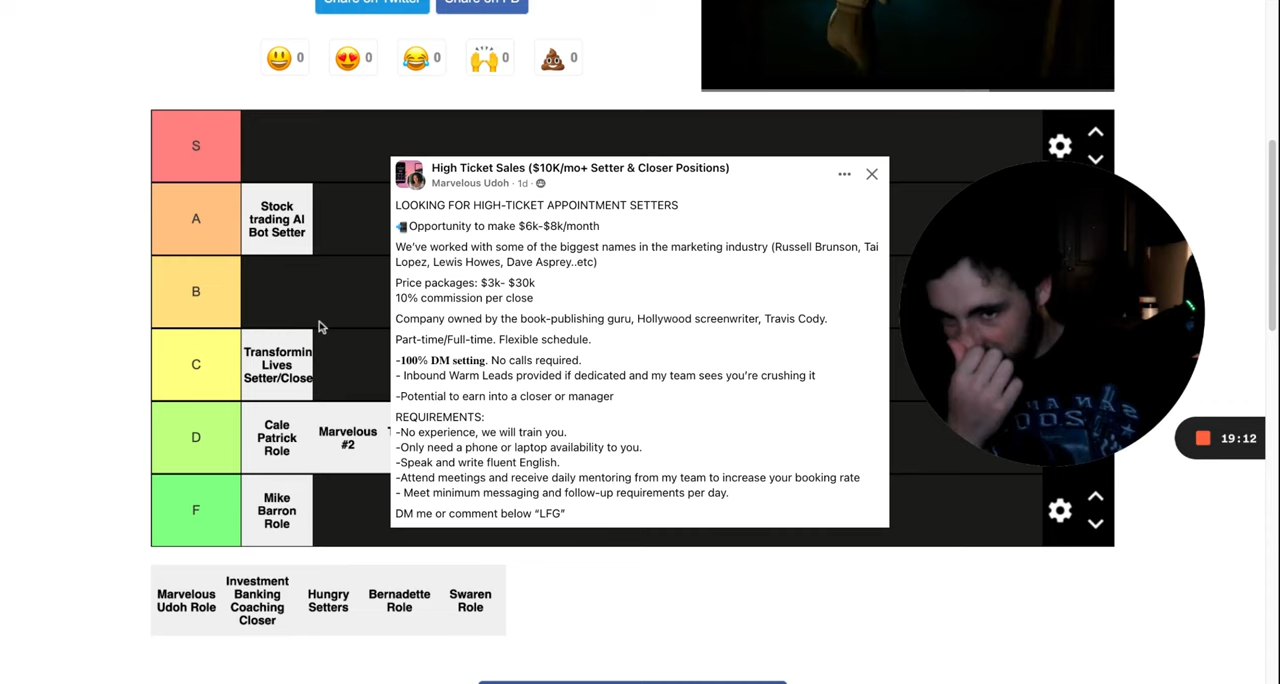 Share on Twitter
Share on FB
0
0
0
0
0
S
A
Stock
trading AI
Bot Setter
B
C
Transformin
Lives
Setter/Close
D
Cale
Patrick
Role
Marvelous
#2
F
Mike
Barron
Role
High Ticket Sales ($10K/mo+ Setter & Closer Positions)
Marvelous Udoh · 1d ·
LOOKING FOR HIGH-TICKET APPOINTMENT SETTERS
Opportunity to make $6k-$8k/month
We've worked with some of the biggest names in the marketing industry (Russell Brunson, Tai
Lopez, Lewis Howes, Dave Asprey..etc)
Price packages: $3k- $30k
10% commission per close
Company owned by the book-publishing guru, Hollywood screenwriter, Travis Cody.
Part-time/Full-time. Flexible schedule.
-100% DM setting. No calls required.
- Inbound Warm Leads provided if dedicated and my team sees you're crushing it
-Potential to earn into a closer or manager
REQUIREMENTS:
-No experience, we will train you.
-Only need a phone or laptop availability to you.
-Speak and write fluent English.
-Attend meetings and receive daily mentoring from my team to increase your booking rate
- Meet minimum messaging and follow-up requirements per day.
DM me or comment below “LFG”
19:12
Marvelous
Udoh Role
Investment
Banking
Coaching
Closer
Hungry
Setters
Bernadette
Role
Swaren
Role